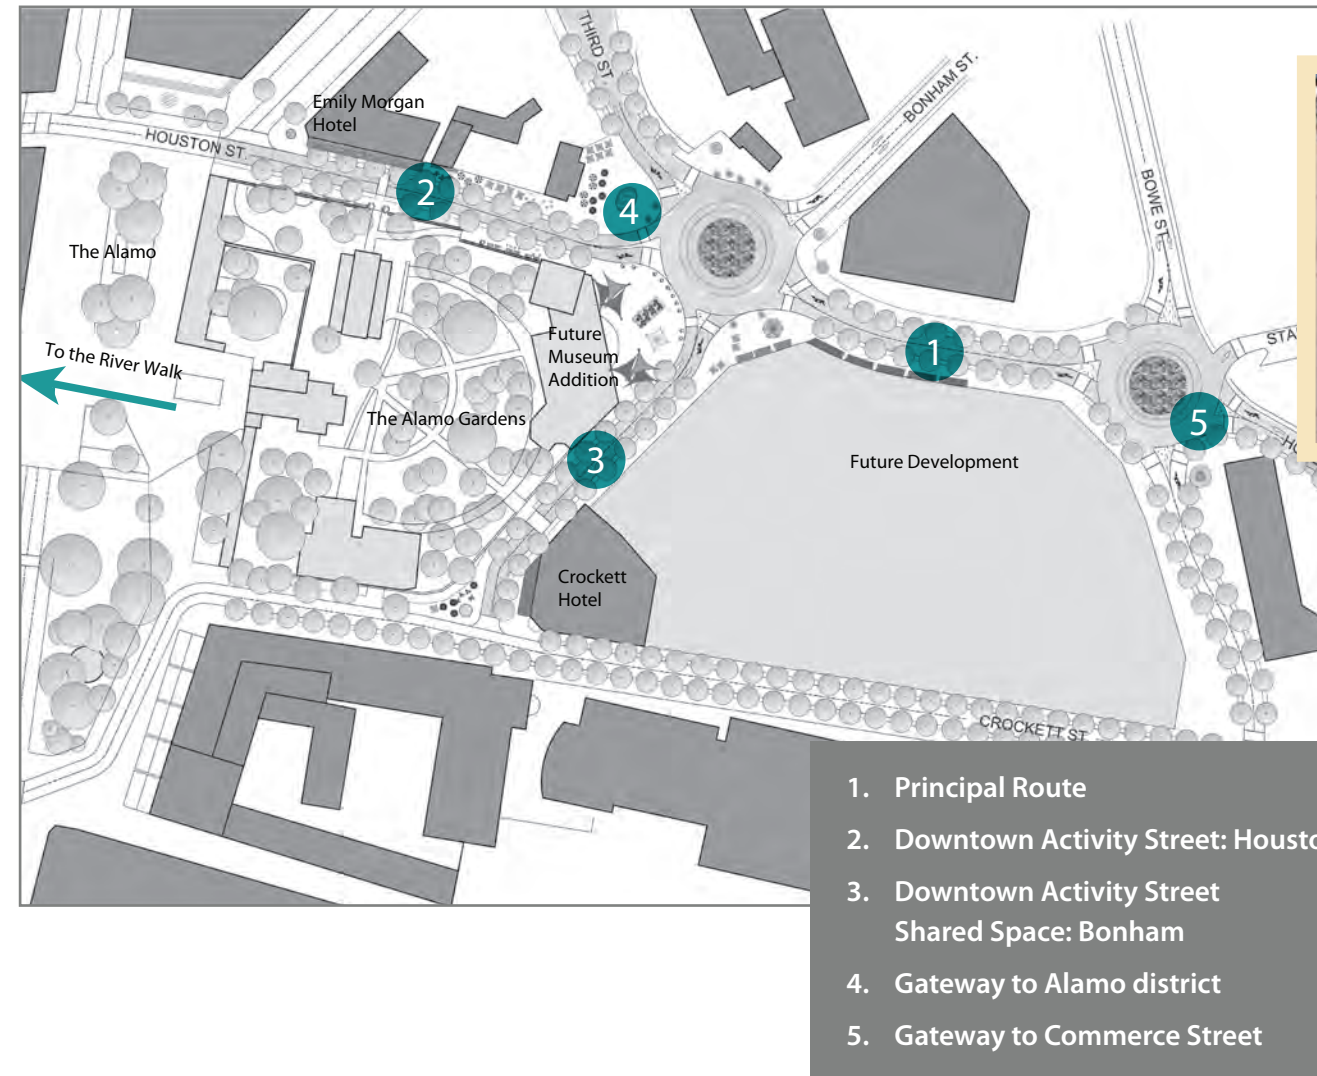 THIRD ST.
BONHAM ST.
Emily Morgan
Hotel
HOUSTON ST.
BOWE ST.
2
4
The Alamo
1
STA
To the River Walk
Future
Museum
Addition
The Alamo Gardens
5
3
Future Development
Crockett
Hotel
CROCKETT ST
1. Principal Route
2. Downtown Activity Street: Housto
3. Downtown Activity Street
Shared Space: Bonham
4. Gateway to Alamo district
5. Gateway to Commerce Street